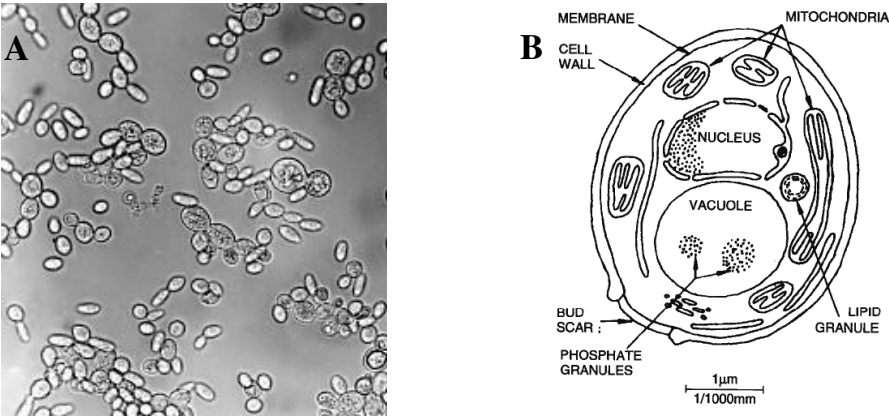 A
B
MEMBRANE
MITOCHONDRIA
CELL
WALL
NUCLEUS
VACUOLE
BUD
SCAR :
LIPID
GRANULE
PHOSPHATE
GRANULES
1µm
1/1000mm